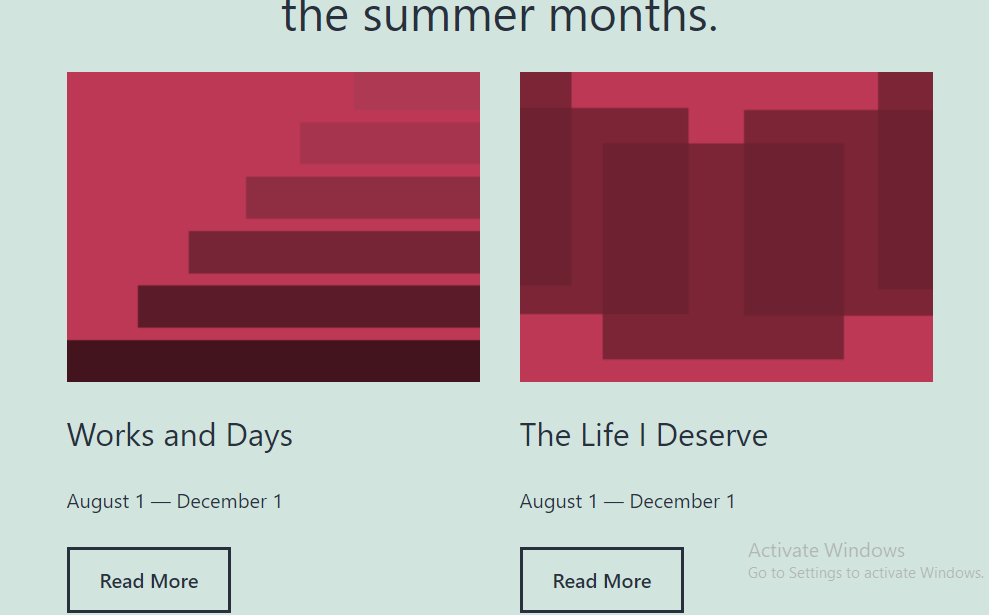 the summer months.
Works and Days
The Life I Deserve
August 1 — December 1
August 1 — December 1
Read More
Read More
Activate Windows
Go to Settings to activate Windows.